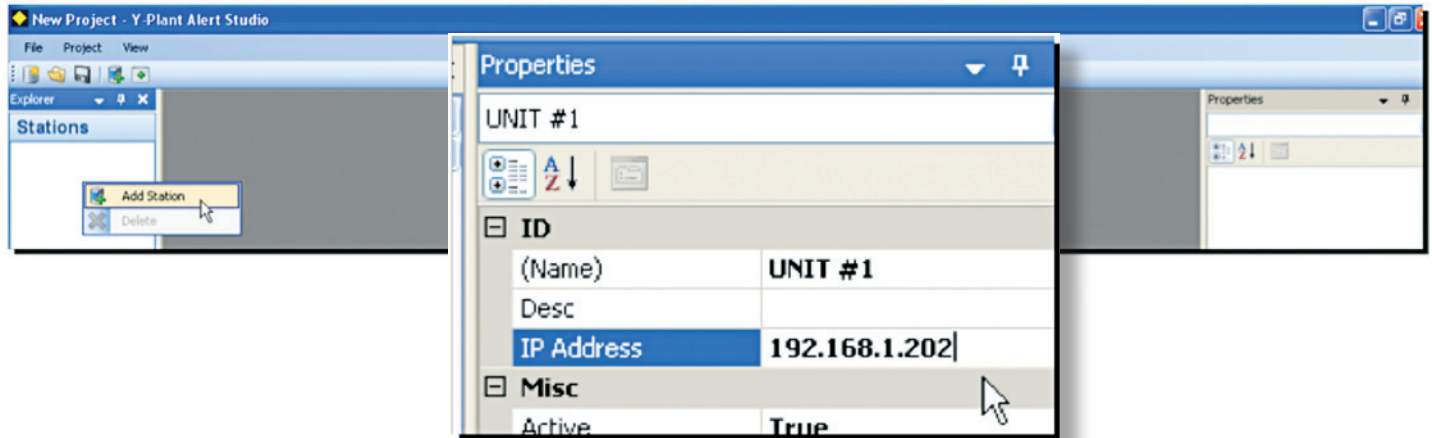 New Project - Y-Plant Alert Studio
File Project View
Explorer
Stations
Add Station
Delete
Properties
UNIT #1
ID
(Name) UNIT #1
Desc
IP Address 192.168.1.202
Misc
Active True
Properties